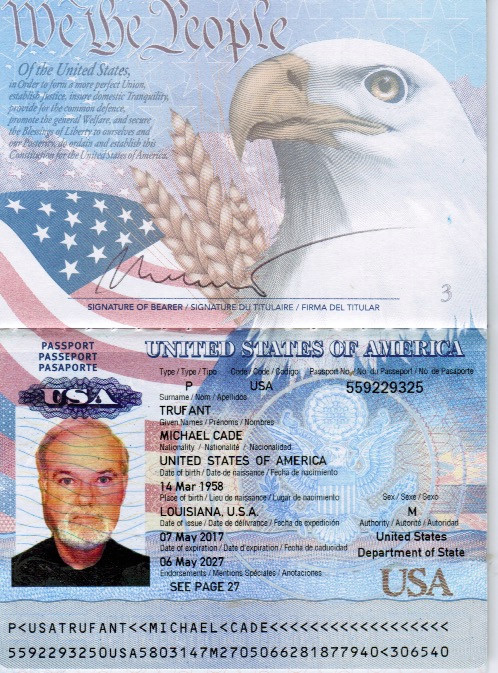 We the People
Of the United States,
in Order to form a more perfect Union,
establish Justice, insure domestic Tranquility,
provide for the common defence,
promote the general Welfare, and secure
the Blessings of Liberty to ourselves and
our Posterity, do ordain and establish this
Constitution for the United States of America.
3
SIGNATURE OF BEARER / SIGNATURE DU TITULAIRE / FIRMA DEL TITULAR
PASSPORT
PASSEPORT
PASAPORTE
USA
UNITED STATES OF AMERICA
Type / Type / Tipo Code / Code / Codigo Passport No. / No. du Passeport / No. de Pasaporte
P USA 559229325
Surname / Nom / Apellidos
TRUFANT
Given Names / Prénoms / Nombres
MICHAEL CADE
Nationality / Nationalité / Nacionalidad
UNITED STATES OF AMERICA
Date of birth / Date de naissance / Fecha de nacimiento
14 Mar 1958
Place of birth / Lieu de naissance / Lugar de nacimiento Sex / Sexe / Sexo
LOUISIANA, U.S.A. M
Date of issue / Date de délivrance / Fecha de expedición Authority / Autorité / Autoridad
07 May 2017 United States
Date of expiration / Date d'expiration / Fecha de caducidad Department of State
06 May 2027
Endorsements / Mentions Spéciales / Anotaciones
SEE PAGE 27
USA
P<USATRUFANT<<MICHAEL<CADE<<<<<<<<<<<<<<<<<<
5592293250USA5803147M2705066281877940<306540